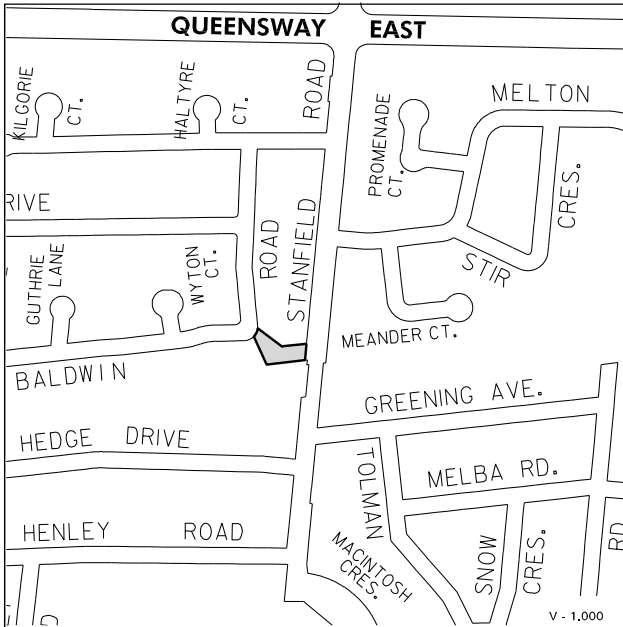 QUEENSWAY EAST
KILGORIE
CT.
HALTYRE
CT.
ROAD
PROMENADE
CT.
MELTON
CRES.
RIVE
ROAD
STANFIELD
GUTHRIE
LANE
WYTON
CT.
STIR
MEANDER CT.
BALDWIN
GREENING AVE.
HEDGE DRIVE
TOLMAN
MELBA RD.
HENLEY ROAD
MACINTOSH
CRES.
SNOW
CRES.
RD
V - 1.000